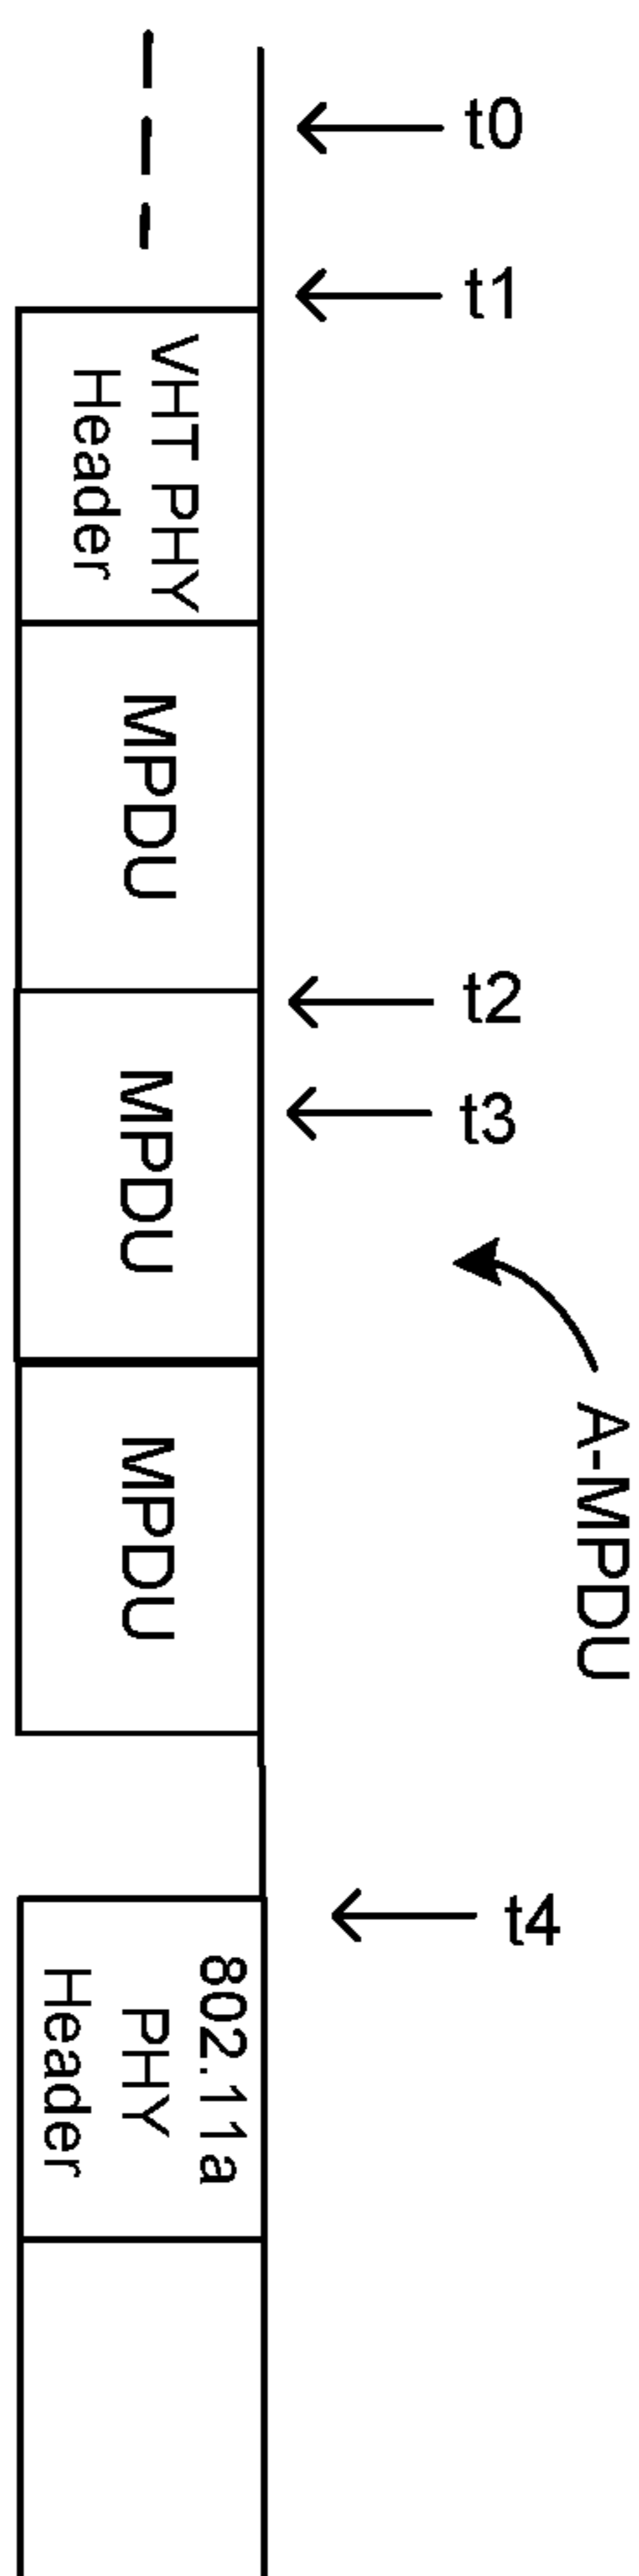 t0
t1
VHT PHY
Header
MPDU
t2
MPDU
t3
A-MPDU
MPDU
t4
802.11a
PHY
Header